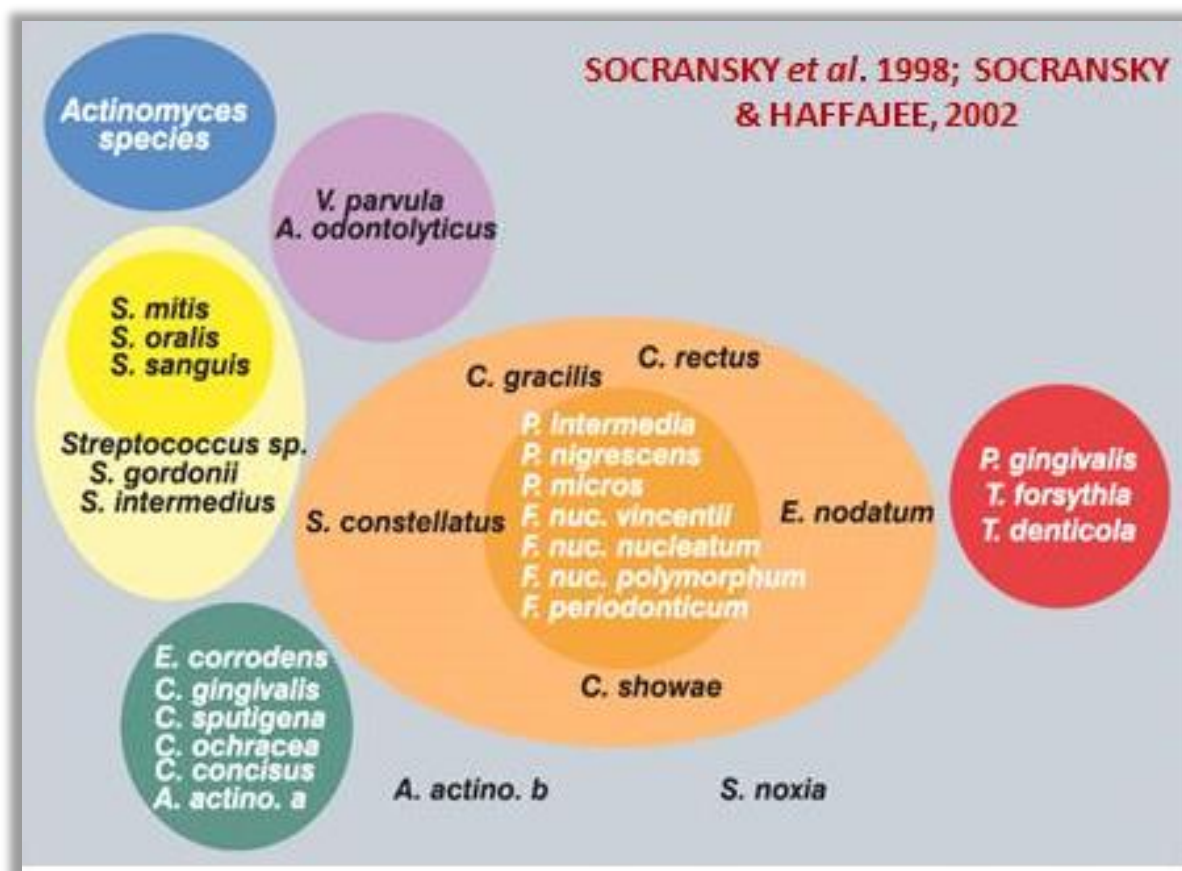 SOCRANSKY et al. 1998; SOCRANSKY
& HAFFAJEE, 2002
Actinomyces
species
V. parvula
A. odontolyticus
S. mitis
S. oralis
S. sanguis
Streptococcus sp.
S. gordonii
S. intermedius
C. gracilis
C. rectus
P. intermedia
P. nigrescens
P. micros
F. nuc. vincentii
F. nuc. nucleatum
F. nuc. polymorphum
F. periodonticum
S. constellatus
E. nodatum
C. showae
P. gingivalis
T. forsythia
T. denticola
E. corrodens
C. gingivalis
C. sputigena
C. ochracea
C. concisus
A. actino. a
A. actino. b
S. noxia